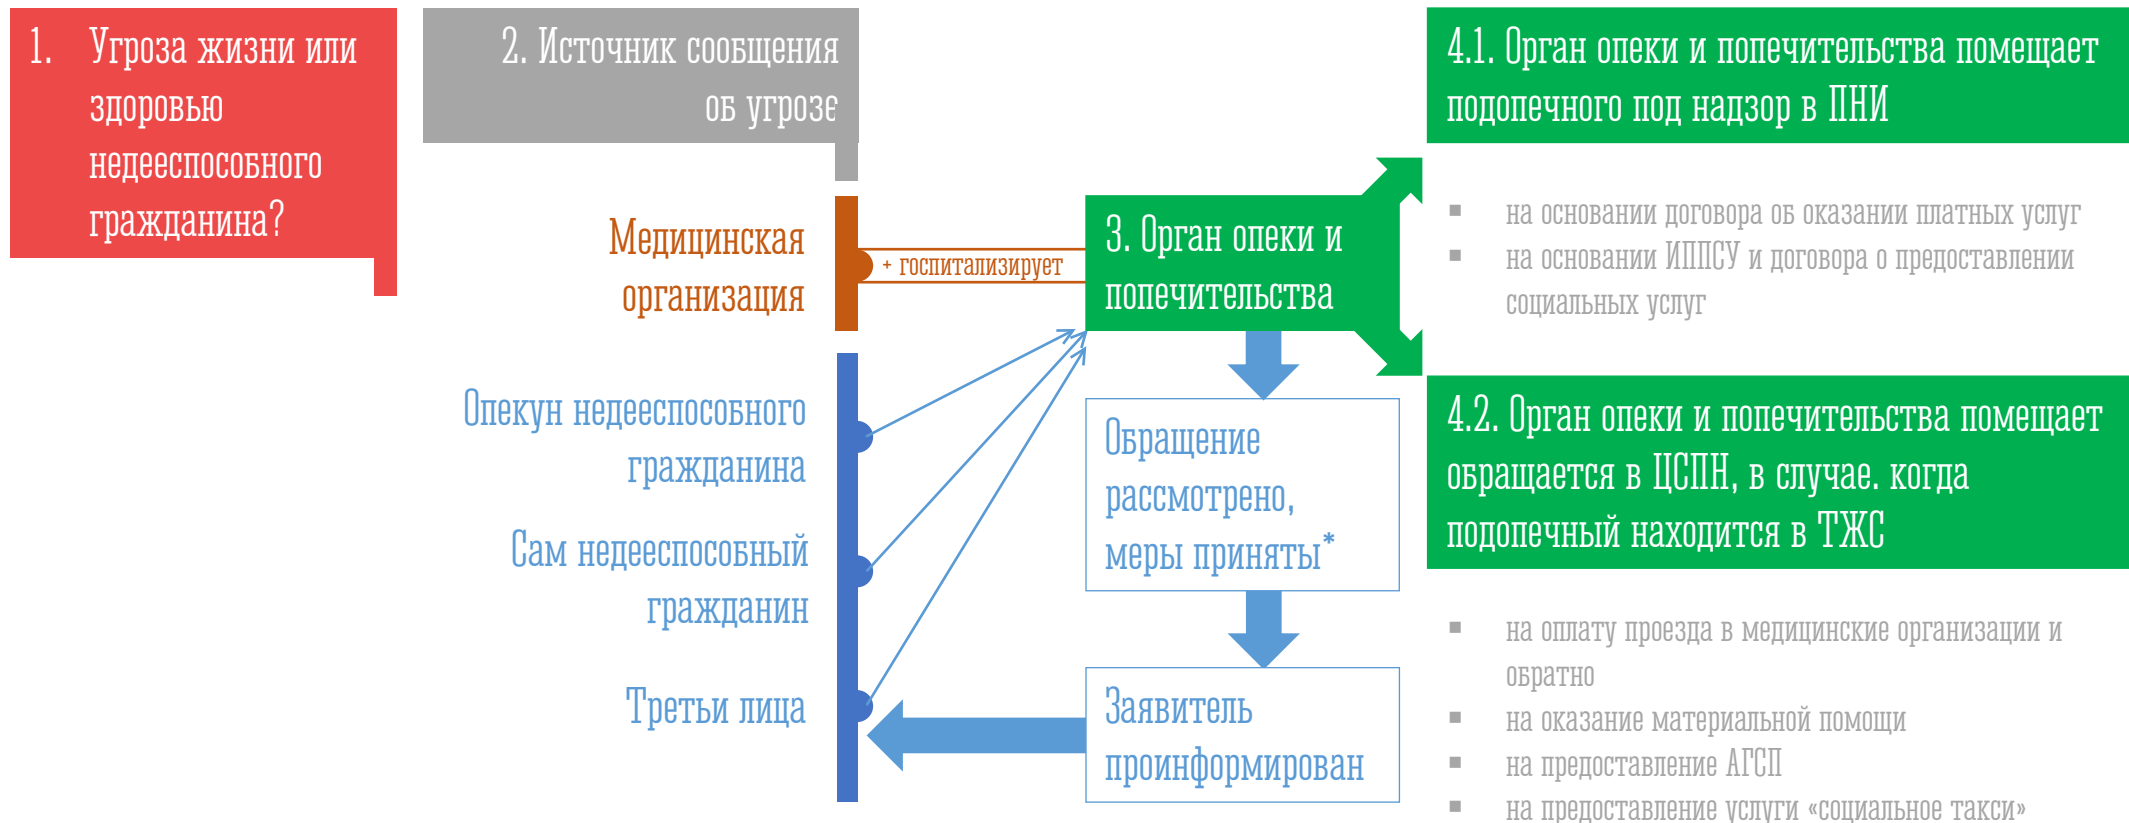 1. Угроза жизни или
здоровью
недееспособного
гражданина?
2. Источник сообщения
об угрозе
Медицинская
организация
+ госпитализирует
Опекун недееспособного
гражданина
Сам недееспособный
гражданин
Третьи лица
3. Орган опеки и
попечительства
Обращение
рассмотрено,
меры приняты*
Заявитель
проинформирован
4.1. Орган опеки и попечительства помещает
подопечного под надзор в ПНИ
▪ на основании договора об оказании платных услуг
▪ на основании ИППСУ и договора о предоставлении
социальных услуг
4.2. Орган опеки и попечительства помещает
обращается в ЦСПН, в случае. когда
подопечный находится в ТЖС
▪ на оплату проезда в медицинские организации и
обратно
▪ на оказание материальной помощи
▪ на предоставление АГСП
▪ на предоставление услуги «социальное такси»